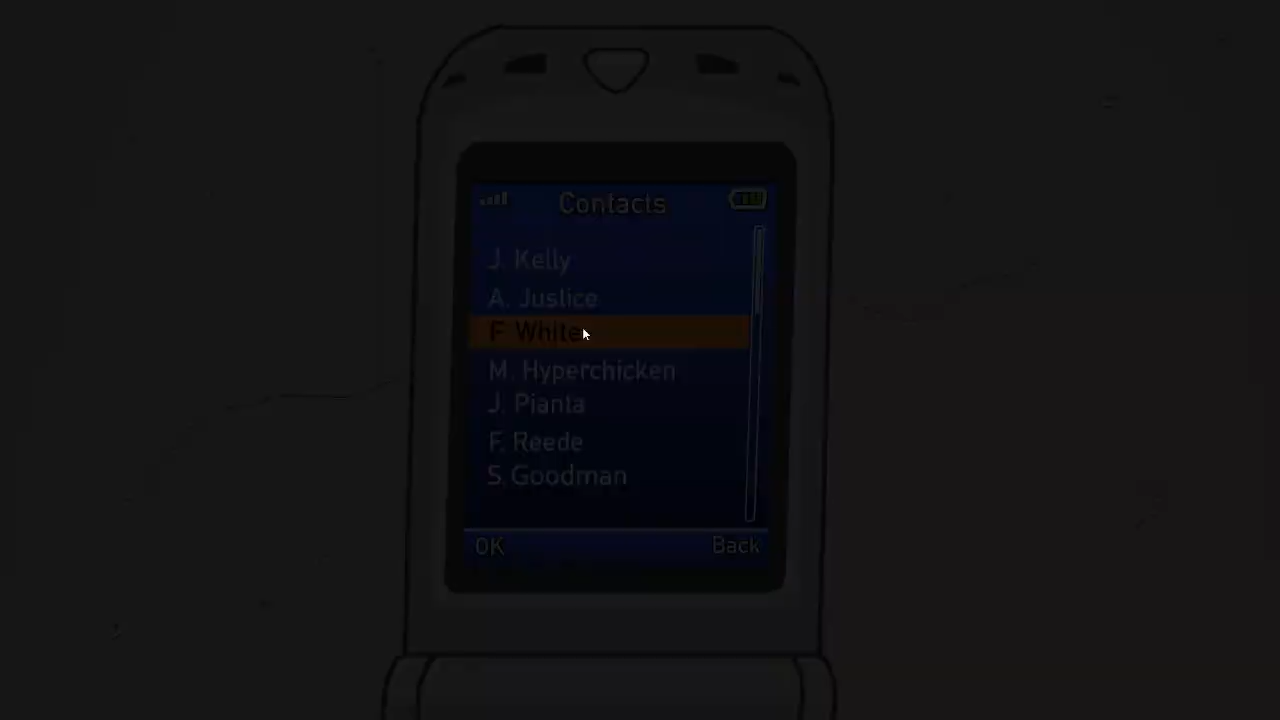 Contacts
J. Kelly
A. Justice
F. White
M. Hyperchicken
J. Pianta
F. Reede
S. Goodman
OK
Back